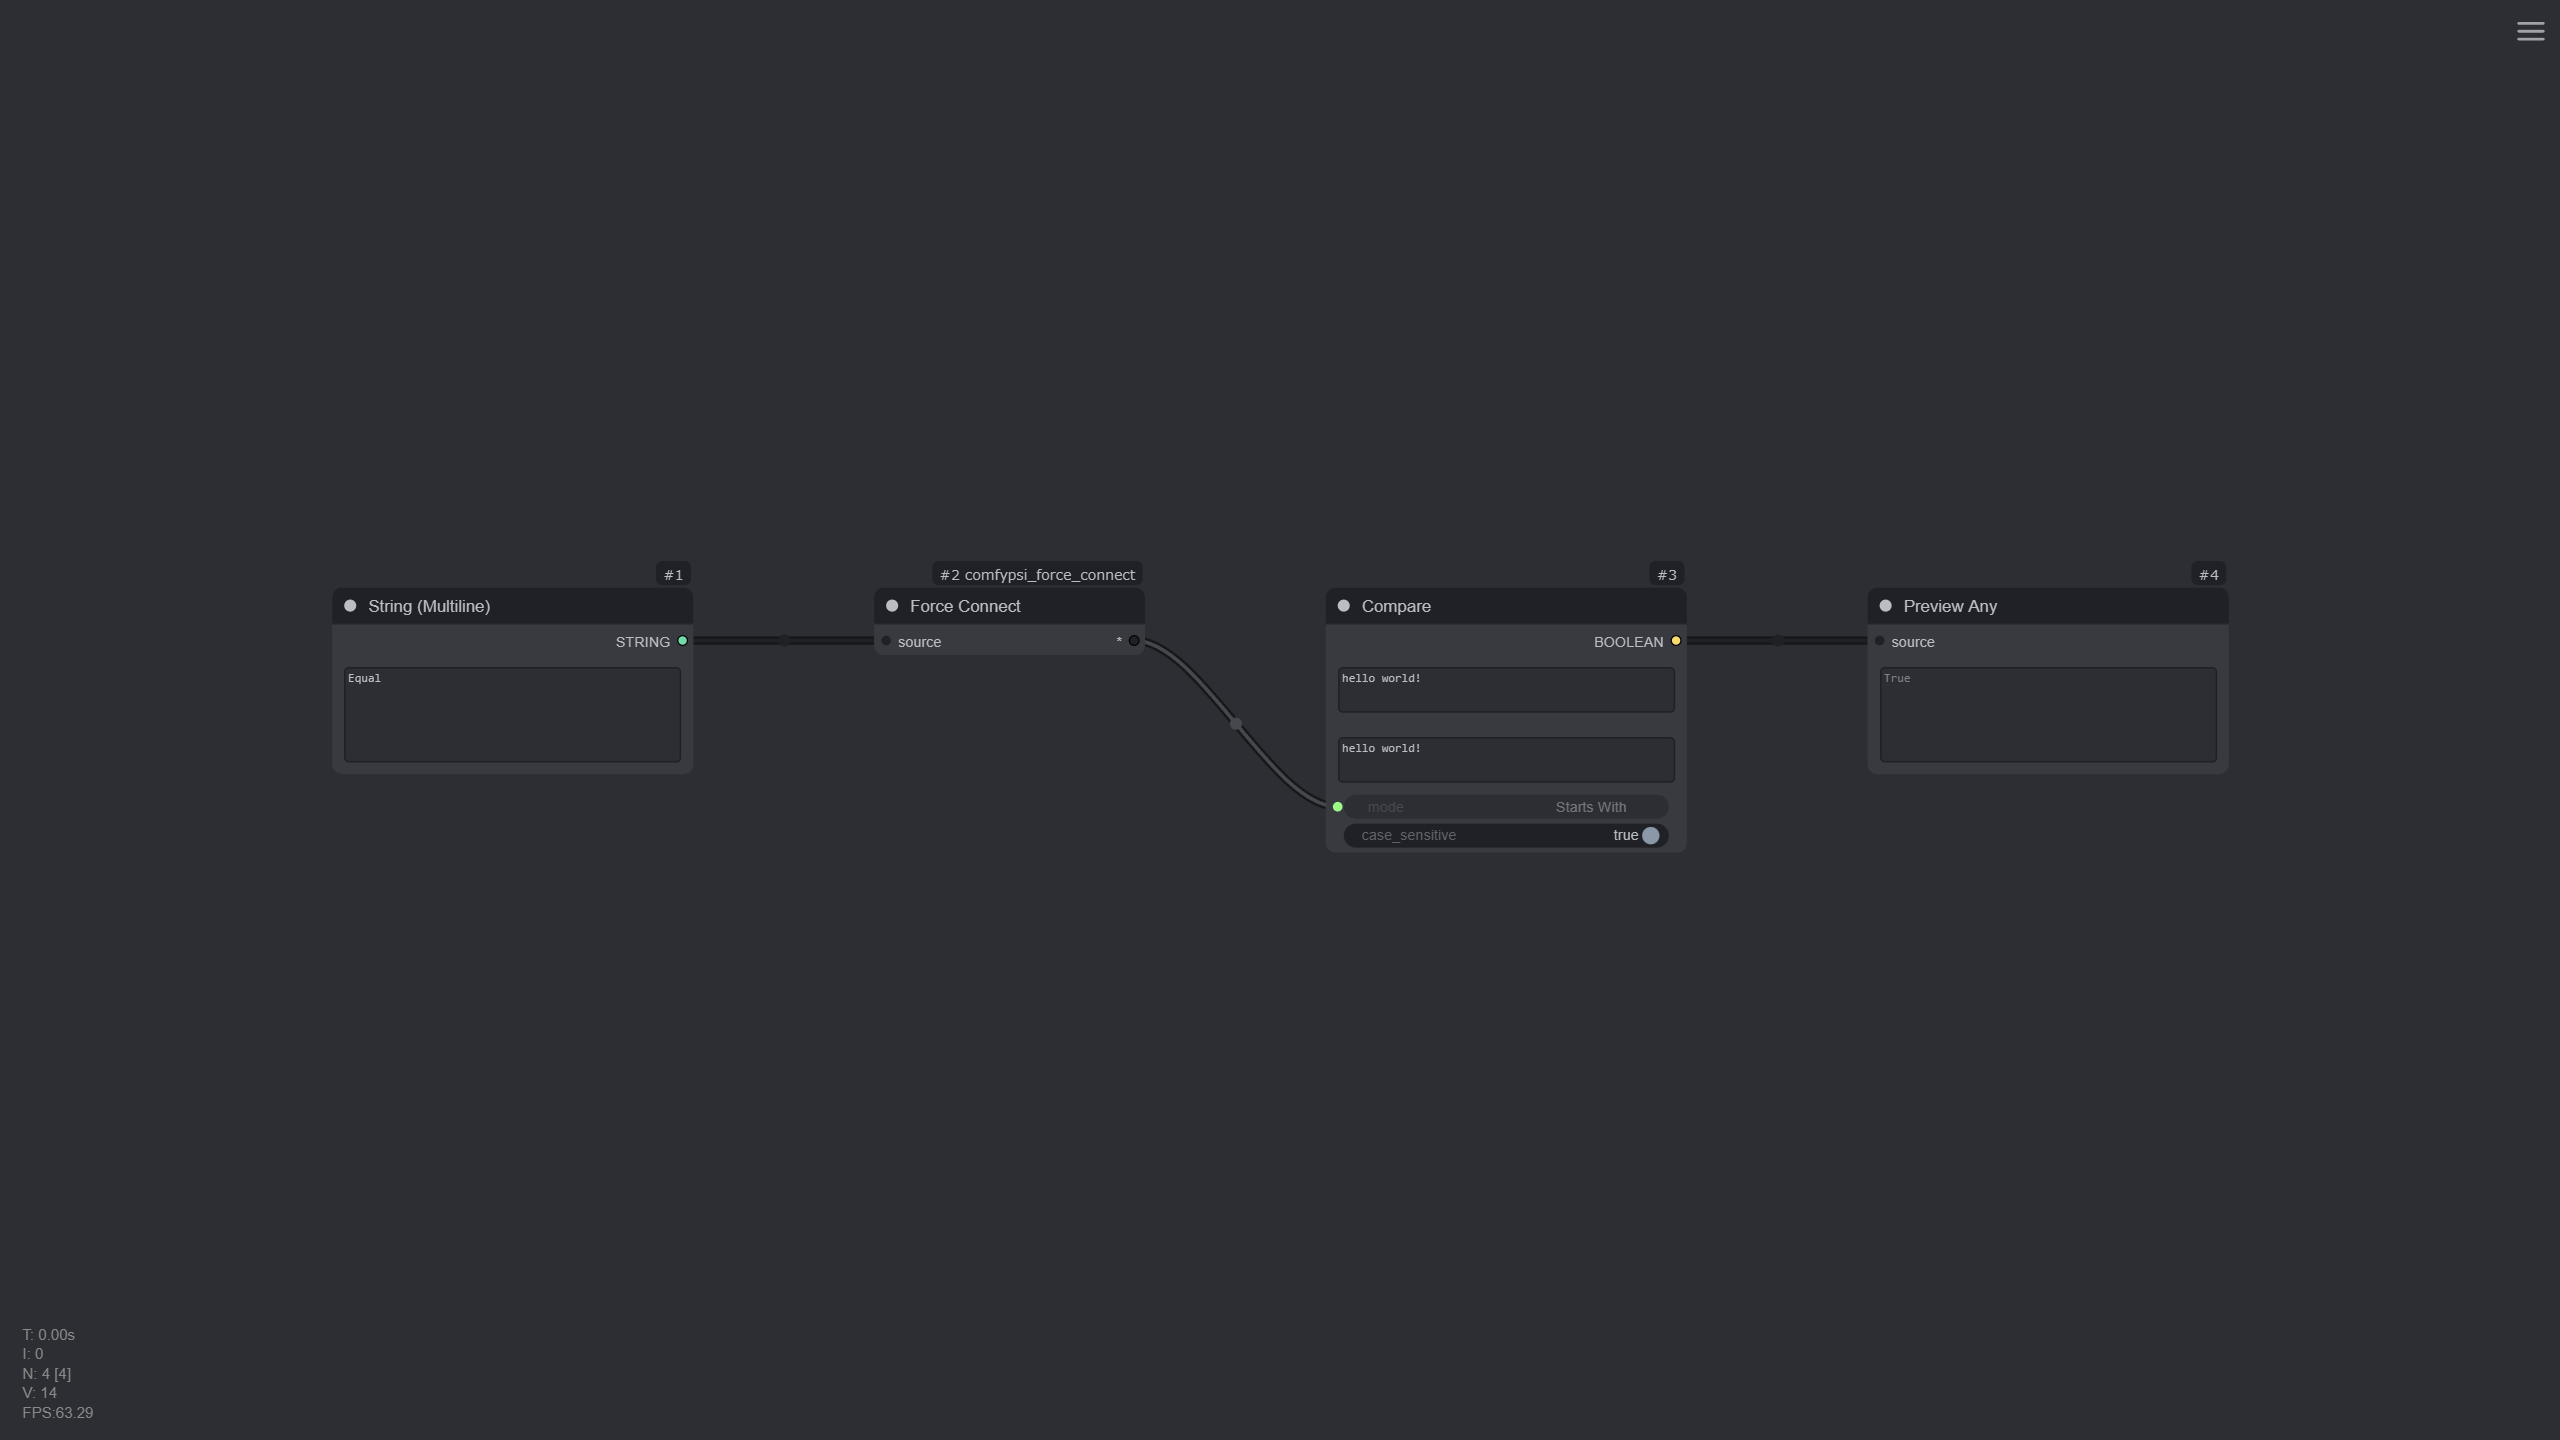 #1
String (Multiline)
STRING
Equal
#2 comfypsi_force_connect
Force Connect
source *
#3
Compare
BOOLEAN
hello world!
hello world!
mode Starts With
case_sensitive true
#4
Preview Any
source
True
T: 0.00s
I: 0
N: 4 [4]
V: 14
FPS:63.29